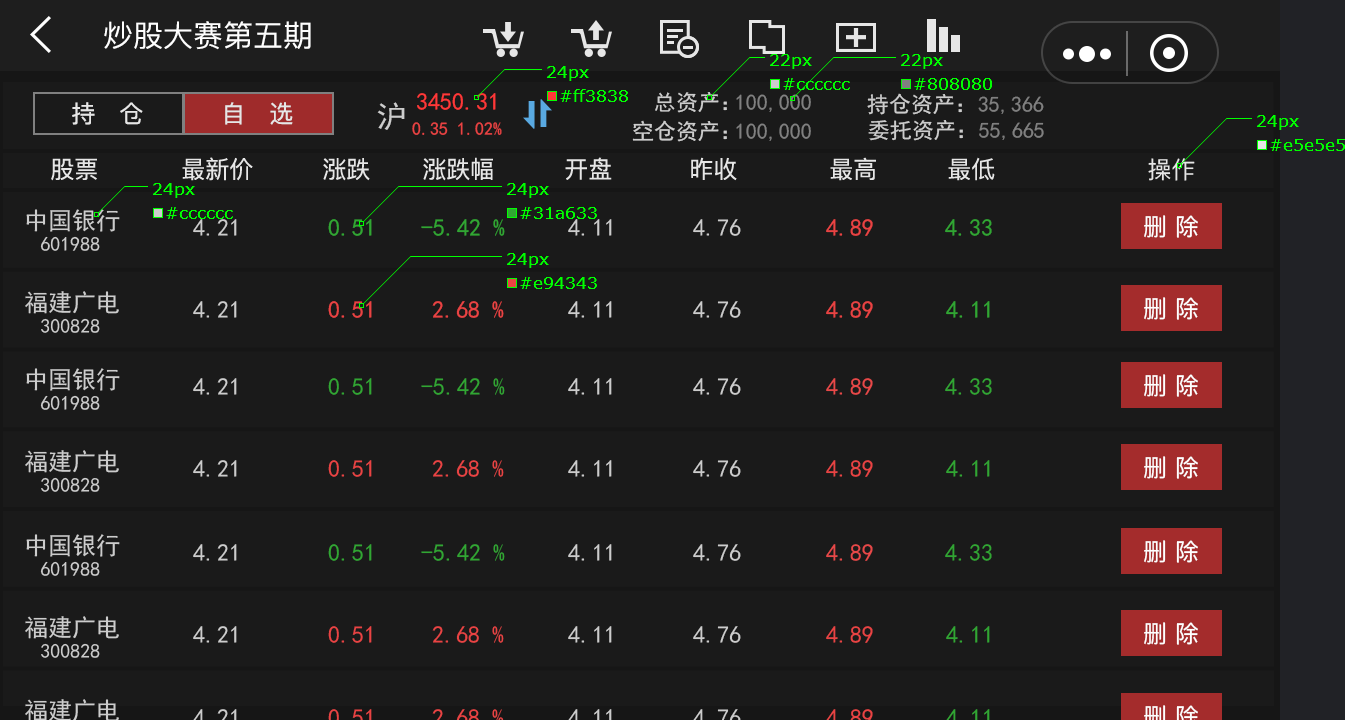 炒股大赛第五期
持 仓 自 选 沪 3450.31
0.35 1.02%
24px
#ff3838
总资产: 100,000
空仓资产: 100,000
22px
#cccccc
22px
#808080
持仓资产: 35,366
委托资产: 55,665
24px
#e5e5e5
股票 最新价 涨跌 涨跌幅 开盘 昨收 最高 最低 操作
24px
#cccccc
24px
#31a633
中国银行 4.21 0.51 -5.42 % 4.11 4.76 4.89 4.33 删 除
601988
24px
#e94343
福建广电 4.21 0.51 2.68 % 4.11 4.76 4.89 4.11 删 除
300828
中国银行 4.21 0.51 -5.42 % 4.11 4.76 4.89 4.33 删 除
601988
福建广电 4.21 0.51 2.68 % 4.11 4.76 4.89 4.11 删 除
300828
中国银行 4.21 0.51 -5.42 % 4.11 4.76 4.89 4.33 删 除
601988
福建广电 4.21 0.51 2.68 % 4.11 4.76 4.89 4.11 删 除
300828
福建广电 4.21 0.51 2.68 % 4.11 4.76 4.89 4.11 删 除